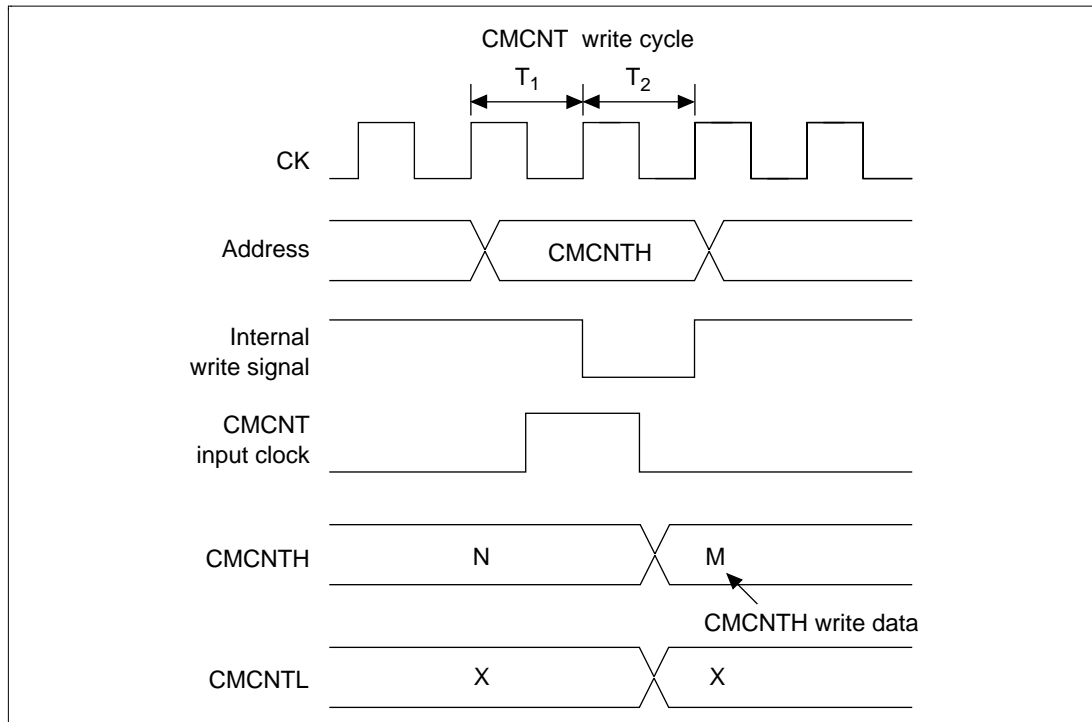 CMCNT write cycle
T1 T2
CK
Address CMCNTH
Internal
write signal
CMCNT
input clock
CMCNTH N M
CMCNTH write data
CMCNTL X X